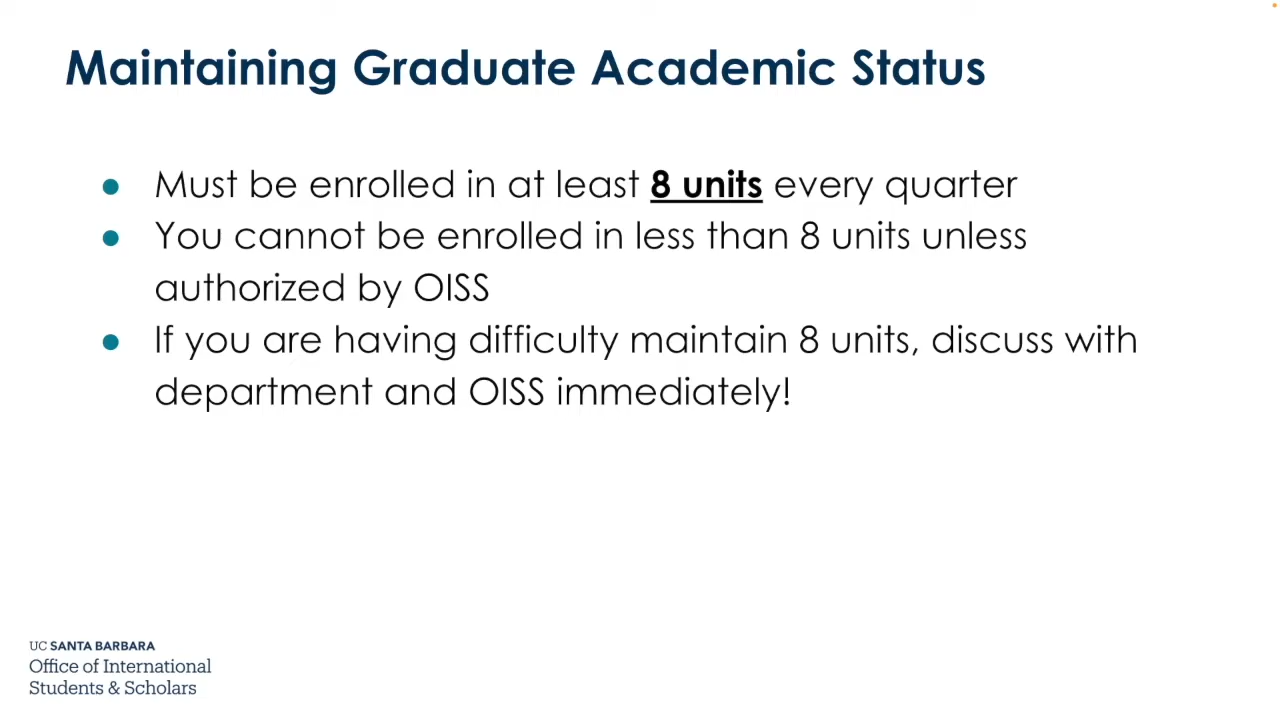 Maintaining Graduate Academic Status
● Must be enrolled in at least 8 units every quarter
● You cannot be enrolled in less than 8 units unless
authorized by OISS
● If you are having difficulty maintain 8 units, discuss with
department and OISS immediately!
UC SANTA BARBARA
Office of International
Students & Scholars